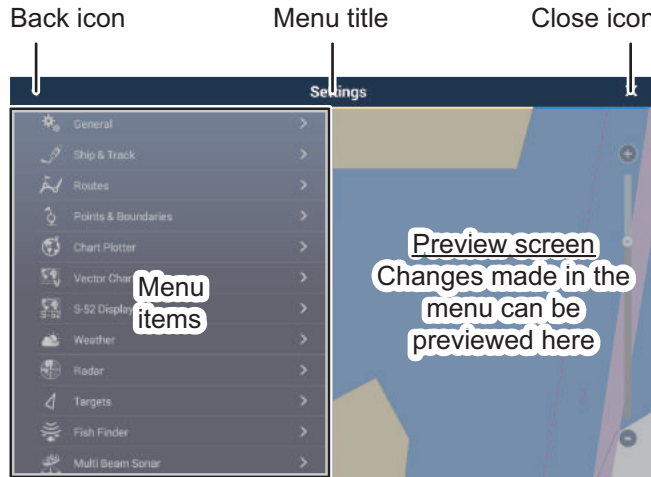 Back icon Menu title Close icon
Settings
General
Ship & Track
Routes
Points & Boundaries
Chart Plotter
Vector Char
S-52 S-52 Display
Weather
Radar
Targets
Fish Finder
Multi Beam Sonar
Menu
items
Preview screen
Changes made in the
menu can be
previewed here